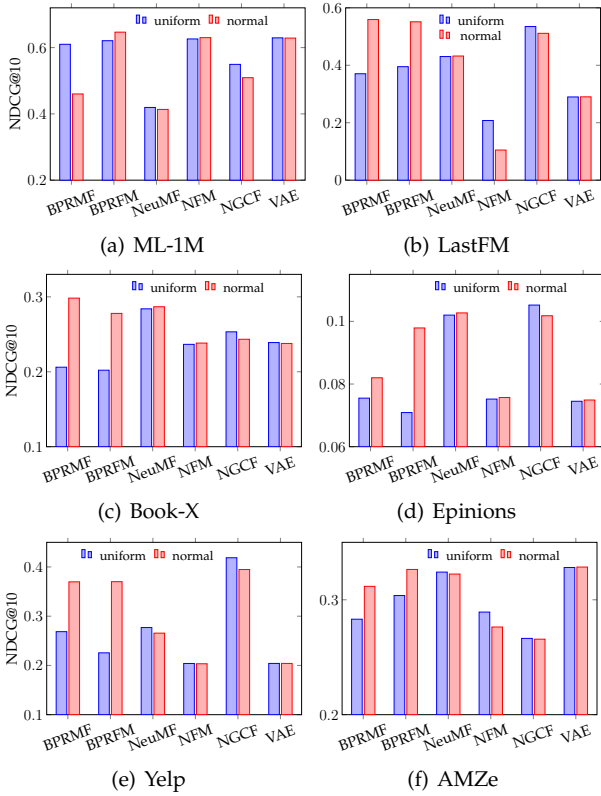 uniform
normal
NDCG@10
0.6
0.4
0.2
BPRMF
BPRFM
NeuMF
NFM
NGCF
VAE
(a) ML-1M
uniform
normal
0.6
0.4
0.2
0
BPRMF
BPRFM
NeuMF
NFM
NGCF
VAE
(b) LastFM
uniform normal
NDCG@10
0.3
0.2
0.1
BPRMF
BPRFM
NeuMF
NFM
NGCF
VAE
(c) Book-X
uniform normal
0.1
0.08
0.06
BPRMF
BPRFM
NeuMF
NFM
NGCF
VAE
(d) Epinions
uniform normal
NDCG@10
0.4
0.3
0.2
0.1
BPRMF
BPRFM
NeuMF
NFM
NGCF
VAE
(e) Yelp
uniform normal
0.3
0.2
BPRMF
BPRFM
NeuMF
NFM
NGCF
VAE
(f) AMZe